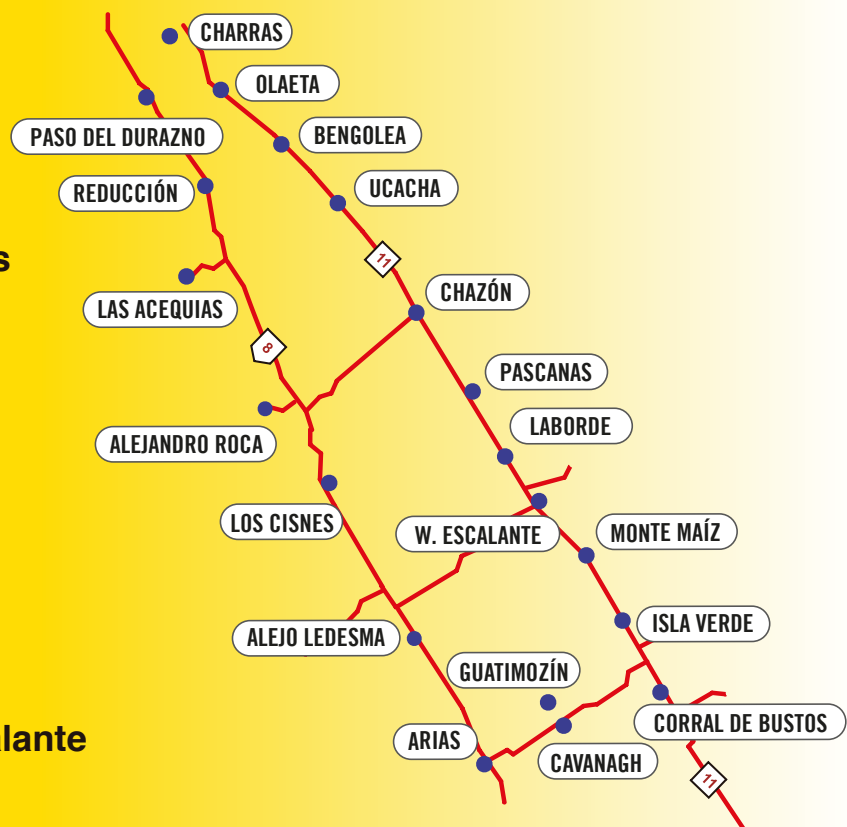 CHARRAS
OLAETA
PASO DEL DURAZNO
BENGOLEA
REDUCCIÓN
UCACHA
s
11
CHAZÓN
LAS ACEQUIAS
8
PASCANAS
LABORDE
ALEJANDRO ROCA
LOS CISNES
W. ESCALANTE
MONTE MAÍZ
ISLA VERDE
ALEJO LEDESMA
GUATIMOZÍN
CORRAL DE BUSTOS
alante
ARIAS
CAVANAGH
11